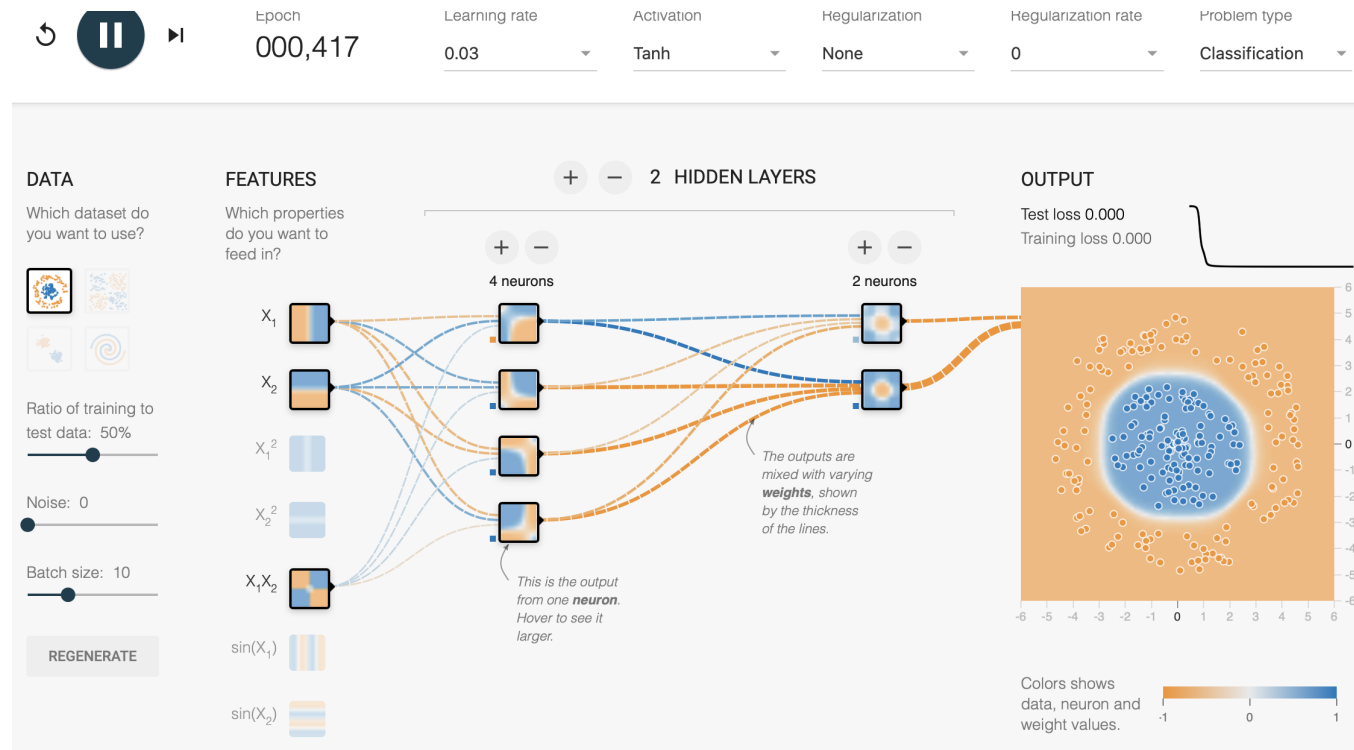 Epoch
000,417
Learning rate
0.03
Activation
Tanh
Regularization
None
Regularization rate
0
Problem type
Classification
DATA
Which dataset do
you want to use?
Ratio of training to
test data: 50%
Noise: 0
Batch size: 10
REGENERATE
FEATURES
Which properties
do you want to
feed in?
X₁
X₂
X₁²
X₂²
X₁X₂
sin(X₁)
sin(X₂)
+ − 2 HIDDEN LAYERS
+ −
4 neurons
+ −
2 neurons
The outputs are
mixed with varying
weights, shown
by the thickness
of the lines.
This is the output
from one neuron.
Hover to see it
larger.
OUTPUT
Test loss 0.000
Training loss 0.000
6
5
4
3
2
1
0
-1
-2
-3
-4
-5
-6
-6 -5 -4 -3 -2 -1 0 1 2 3 4 5 6
Colors shows
data, neuron and
weight values.
-1 0 1